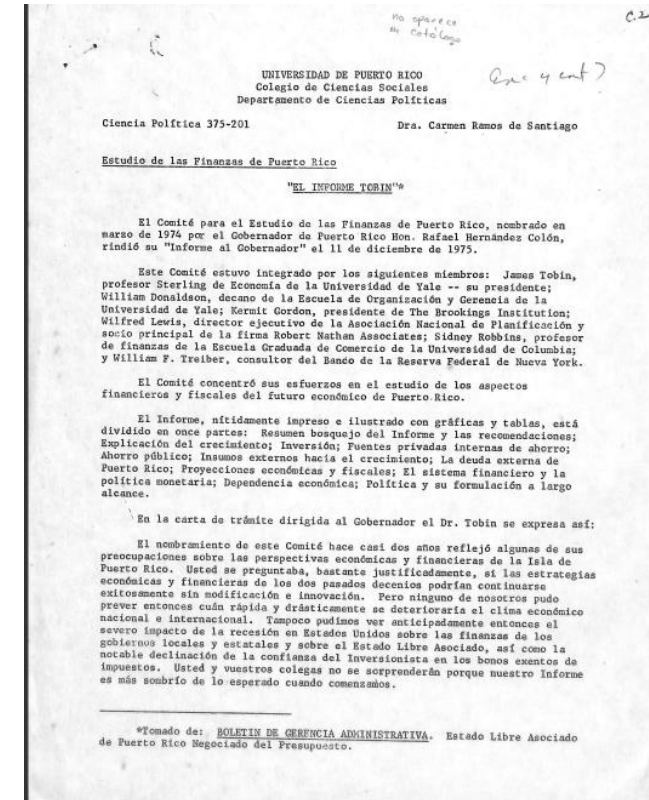 no aparece
en catálogo
C.2
UNIVERSIDAD DE PUERTO RICO
Colegio de Ciencias Sociales
Departamento de Ciencias Políticas
Ciencia Política 375-201 Dra. Carmen Ramos de Santiago
Estudio de las Finanzas de Puerto Rico
"EL INFORME TOBIN"*
El Comité para el Estudio de las Finanzas de Puerto Rico, nombrado en
marzo de 1974 por el Gobernador de Puerto Rico Hon. Rafael Hernández Colón,
rindió su "Informe al Gobernador" el 11 de diciembre de 1975.
Este Comité estuvo integrado por los siguientes miembros: James Tobin,
profesor Sterling de Economía de la Universidad de Yale -- su presidente;
William Donaldson, decano de la Escuela de Organización y Gerencia de la
Universidad de Yale; Kermit Gordon, presidente de The Brookings Institution;
Wilfred Lewis, director ejecutivo de la Asociación Nacional de Planificación y
socio principal de la firma Robert Nathan Associates; Sidney Robbins, profesor
de finanzas de la Escuela Graduada de Comercio de la Universidad de Columbia;
y William F. Treiber, consultor del Bando de la Reserva Federal de Nueva York.
El Comité concentró sus esfuerzos en el estudio de los aspectos
financieros y fiscales del futuro económico de Puerto Rico.
El Informe, nítidamente impreso e ilustrado con gráficas y tablas, está
dividido en once partes: Resumen bosquejo del Informe y las recomendaciones;
Explicación del crecimiento; Inversión; Fuentes privadas internas de ahorro;
Ahorro público; Insumos externos hacia el crecimiento; La deuda externa de
Puerto Rico; Proyecciones económicas y fiscales; El sistema financiero y la
política monetaria; Dependencia económica; Política y su formulación a largo
alcance.
En la carta de trámite dirigida al Gobernador el Dr. Tobin se expresa así:
El nombramiento de este Comité hace casi dos años reflejó algunas de sus
preocupaciones sobre las perspectivas económicas y financieras de la Isla de
Puerto Rico. Usted se preguntaba, bastante justificadamente, si las estrategias
económicas y financieras de los dos pasados decenios podrían continuarse
exitosamente sin modificación e innovación. Pero ninguno de nosotros pudo
prever entonces cuán rápida y drásticamente se deterioraría el clima económico
nacional e internacional. Tampoco pudimos ver anticipadamente entonces el
severo impacto de la recesión en Estados Unidos sobre las finanzas de los
gobiernos locales y estatales y sobre el Estado Libre Asociado, así como la
notable declinación de la confianza del Inversionista en los bonos exentos de
impuestos. Usted y vuestros colegas no se sorprenderán porque nuestro Informe
es más sombrío de lo esperado cuando comenzamos.
*Tomado de: BOLETIN DE GERENCIA ADMINISTRATIVA. Estado Libre Asociado
de Puerto Rico Negociado del Presupuesto.